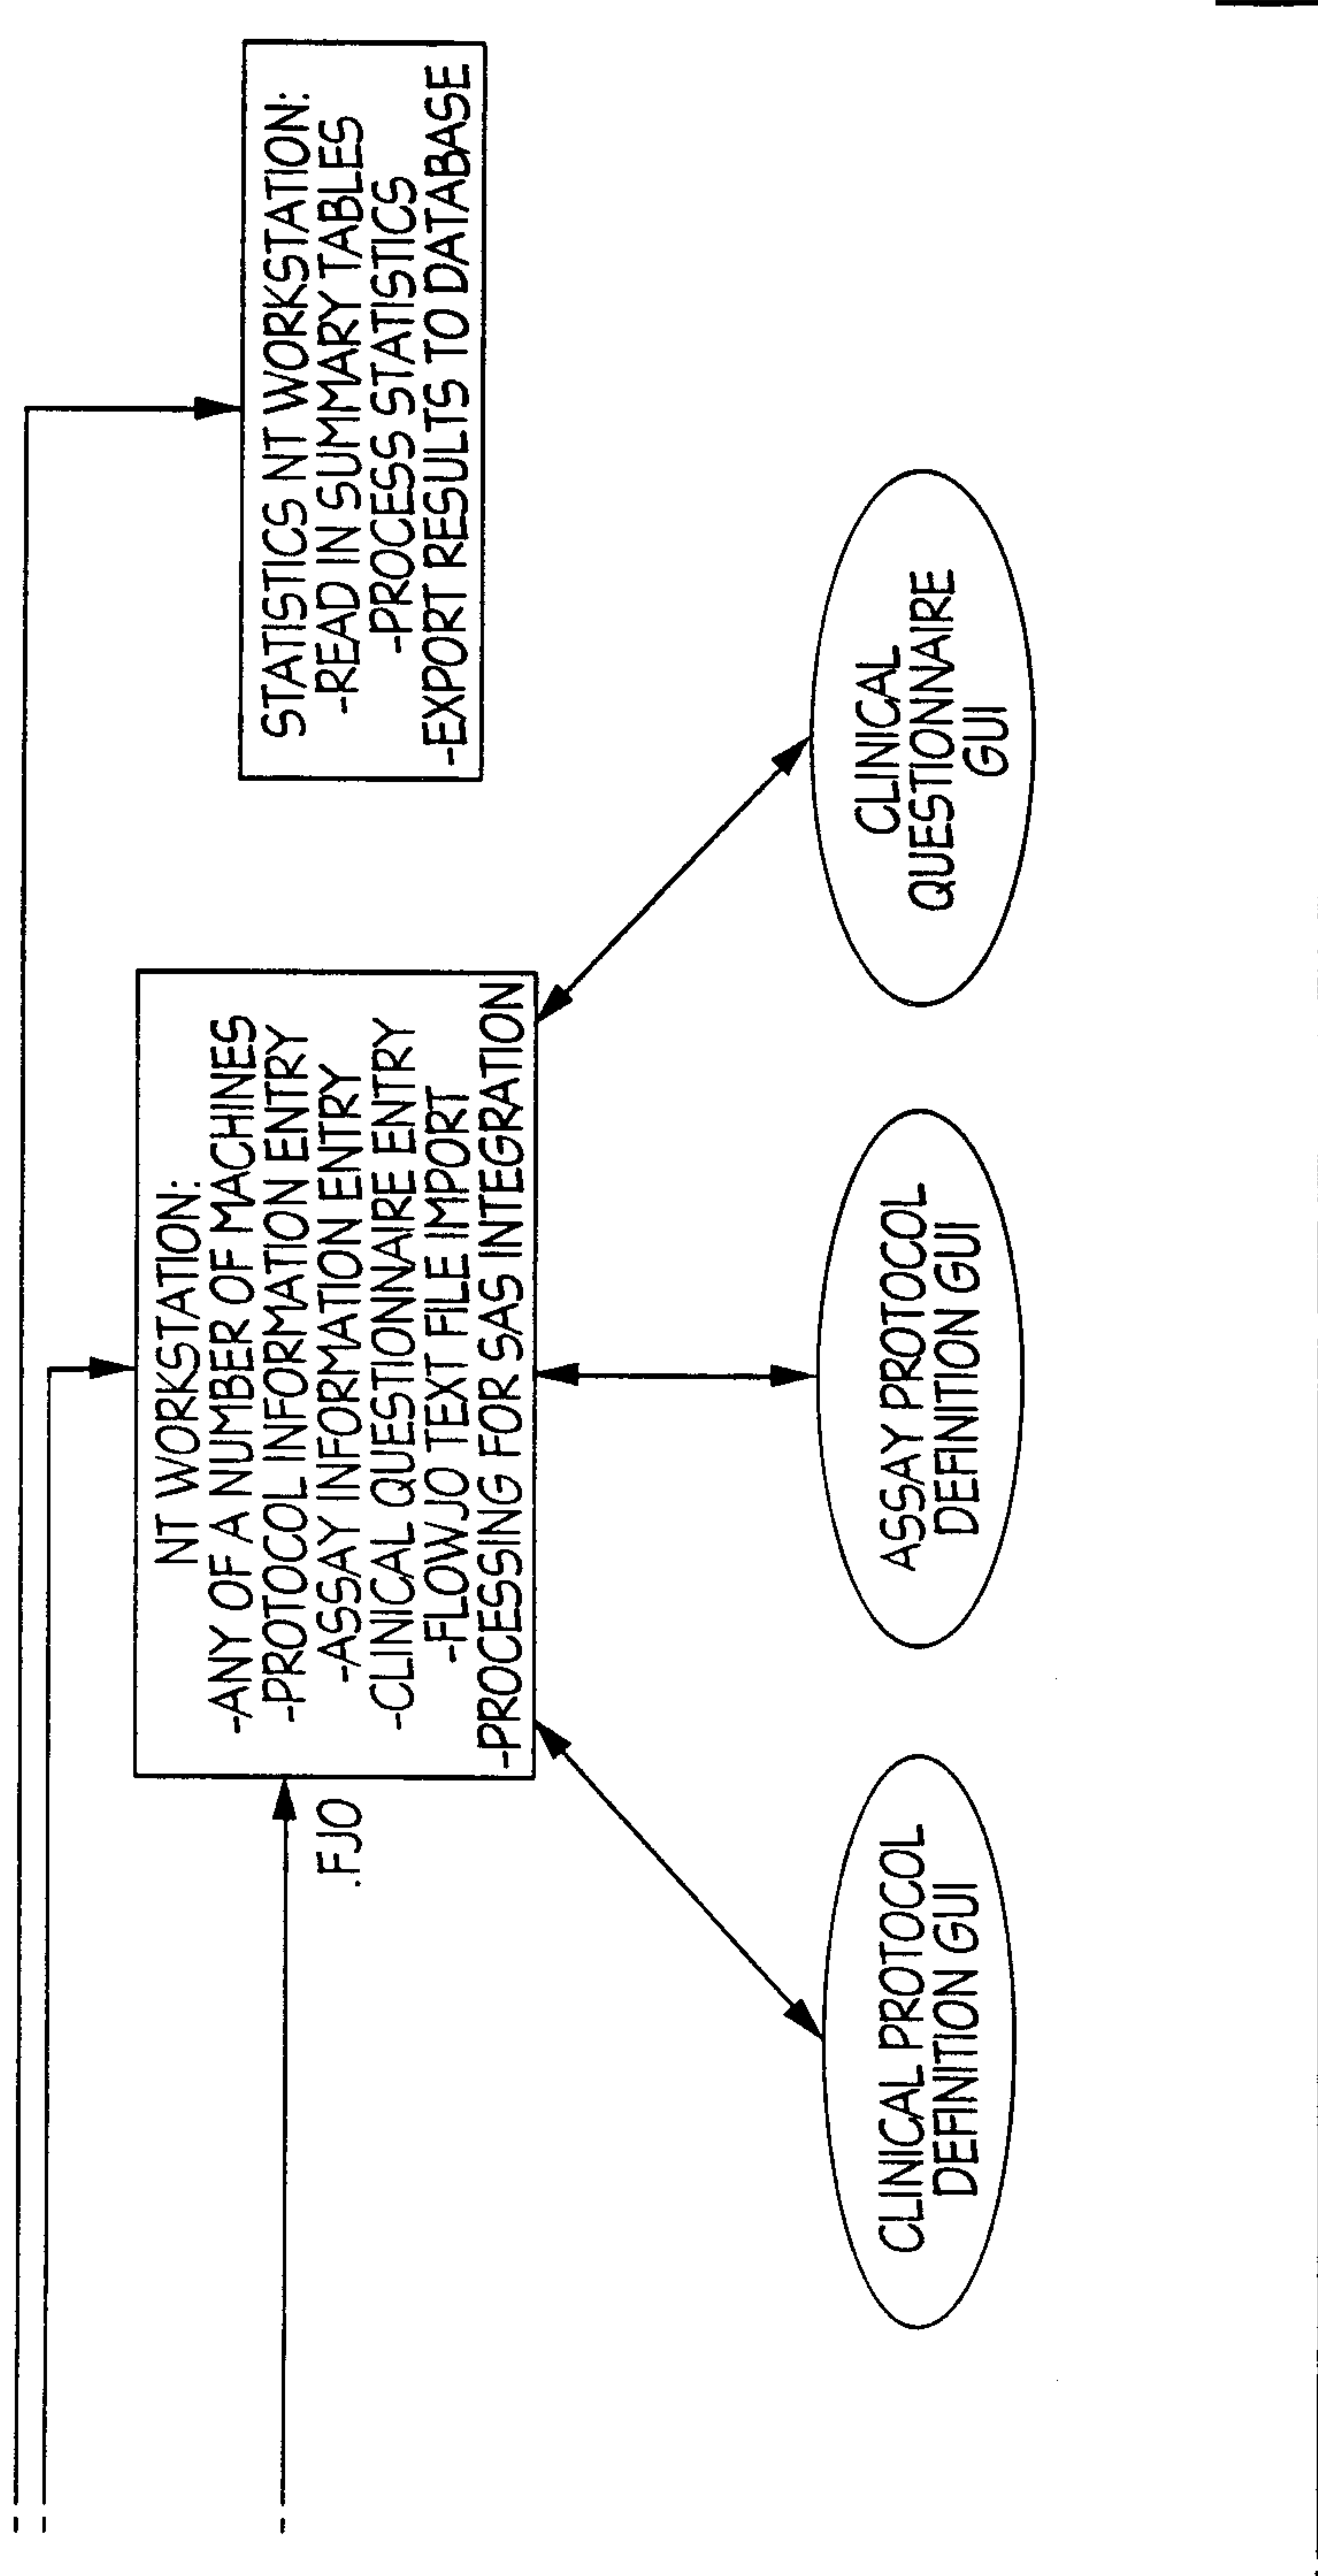 STATISTICS NT WORKSTATION:
-READ IN SUMMARY TABLES
-PROCESS STATISTICS
-EXPORT RESULTS TO DATABASE
NT WORKSTATION:
-ANY OF A NUMBER OF MACHINES
-PROTOCOL INFORMATION ENTRY
-ASSAY INFORMATION ENTRY
-CLINICAL QUESTIONNAIRE ENTRY
-FLOWJO TEXT FILE IMPORT
-PROCESSING FOR SAS INTEGRATION
.FJO
CLINICAL PROTOCOL
DEFINITION GUI
ASSAY PROTOCOL
DEFINITION GUI
CLINICAL
QUESTIONNAIRE
GUI